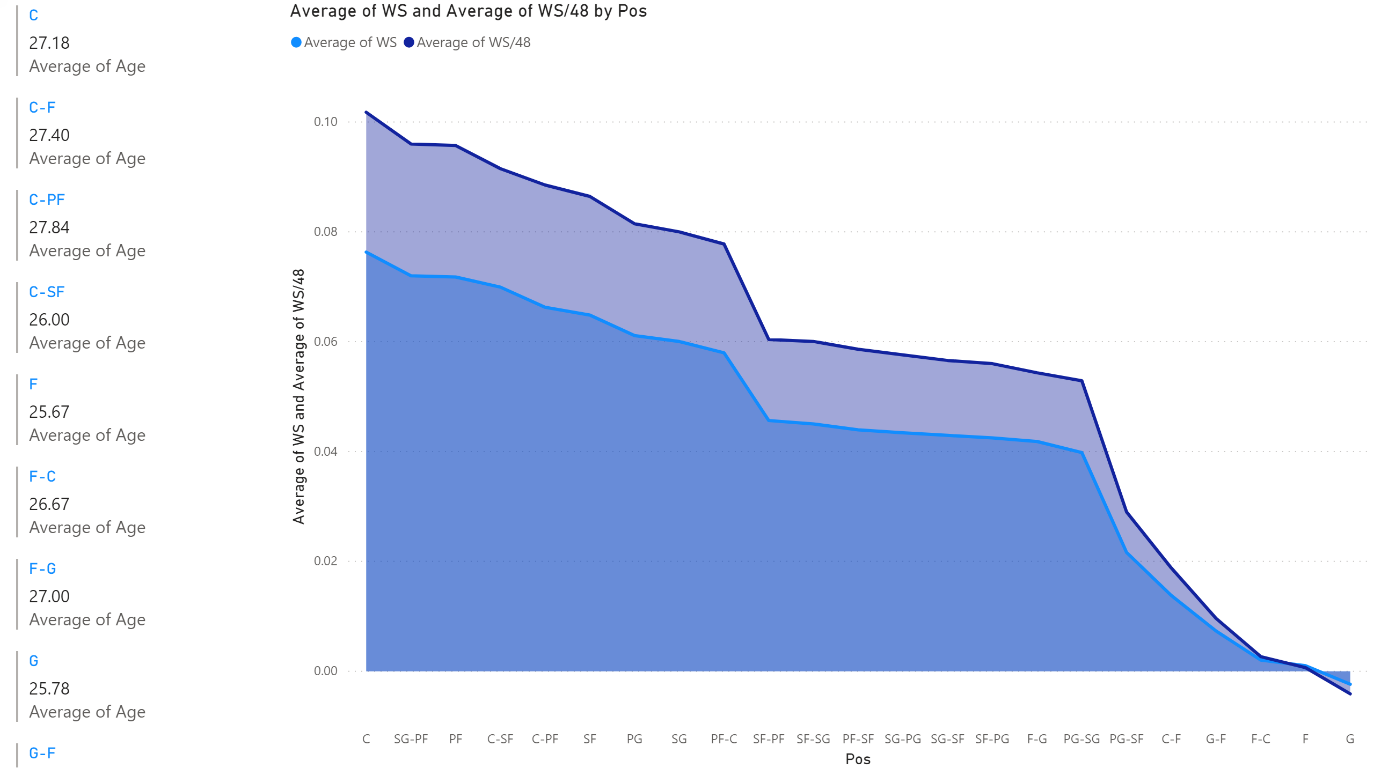 C
27.18
Average of Age
C-F
27.40
Average of Age
C-PF
27.84
Average of Age
C-SF
26.00
Average of Age
F
25.67
Average of Age
F-C
26.67
Average of Age
F-G
27.00
Average of Age
G
25.78
Average of Age
G-F
Average of WS and Average of WS/48 by Pos
Average of WS Average of WS/48
Average of WS and Average of WS/48
0.10
0.08
0.06
0.04
0.02
0.00
C SG-PF PF C-SF C-PF SF PG SG PF-C SF-PF SF-SG PF-SF SG-PG SG-SF SF-PG F-G PG-SG PG-SF C-F G-F F-C F G
Pos